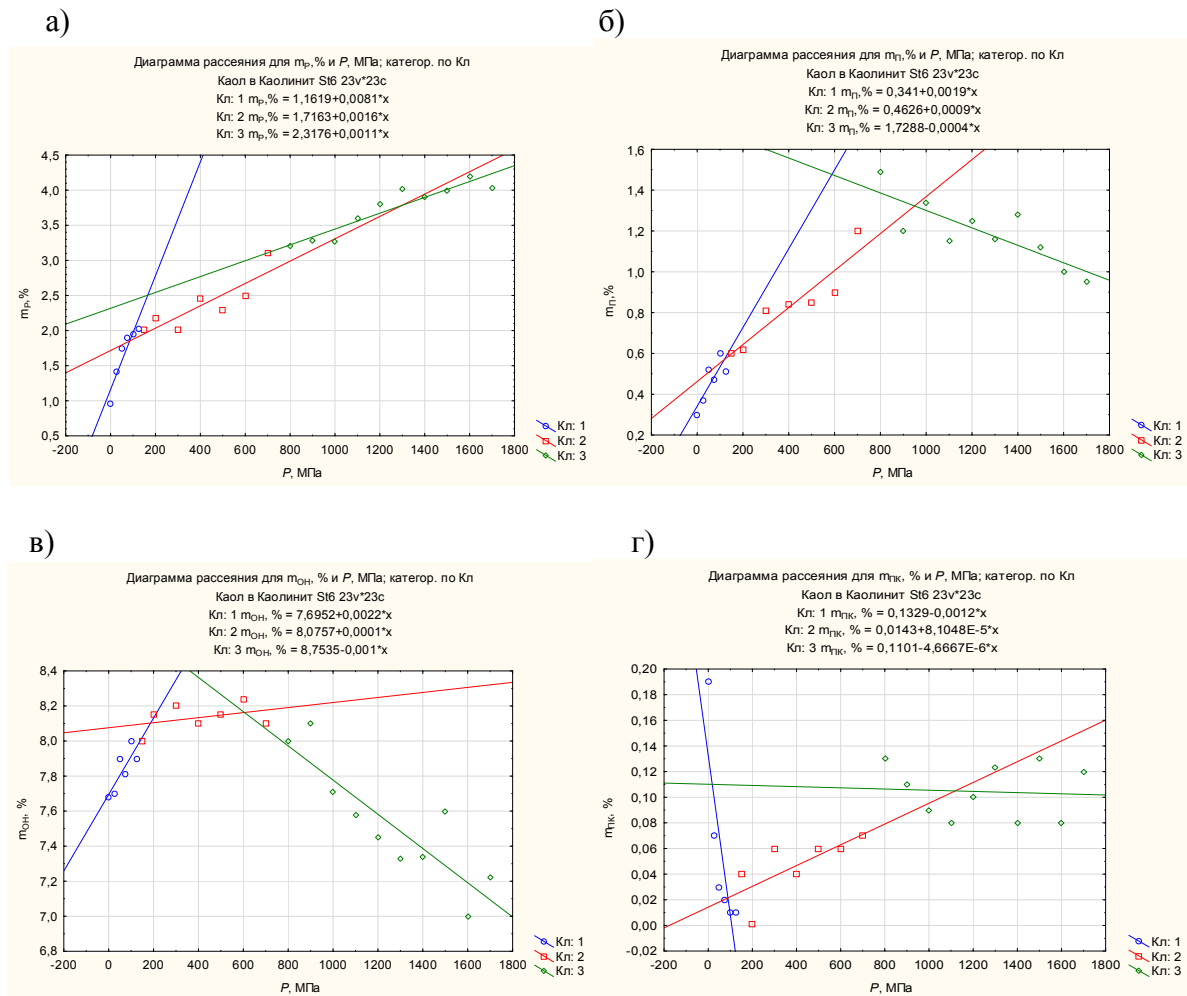 а)
Диаграмма рассеяния для mР,% и P, МПа; категор. по Кл
Каол в Каолинит St6 23v*23c
Кл: 1 mР,% = 1,1619+0,0081*x
Кл: 2 mР,% = 1,7163+0,0016*x
Кл: 3 mР,% = 2,3176+0,0011*x
4,5
4,0
3,5
3,0
2,5
2,0
1,5
1,0
0,5
mР,%
-200 0 200 400 600 800 1000 1200 1400 1600 1800
P, МПа
Кл: 1
Кл: 2
Кл: 3
б)
Диаграмма рассеяния для mП,% и P, МПа; категор. по Кл
Каол в Каолинит St6 23v*23c
Кл: 1 mП,% = 0,341+0,0019*x
Кл: 2 mП,% = 0,4626+0,0009*x
Кл: 3 mП,% = 1,7288-0,0004*x
1,6
1,4
1,2
1,0
0,8
0,6
0,4
0,2
mП,%
-200 0 200 400 600 800 1000 1200 1400 1600 1800
P, МПа
Кл: 1
Кл: 2
Кл: 3
в)
Диаграмма рассеяния для mОН, % и P, МПа; категор. по Кл
Каол в Каолинит St6 23v*23c
Кл: 1 mОН, % = 7,6952+0,0022*x
Кл: 2 mОН, % = 8,0757+0,0001*x
Кл: 3 mОН, % = 8,7535-0,001*x
8,4
8,2
8,0
7,8
7,6
7,4
7,2
7,0
6,8
mОН, %
-200 0 200 400 600 800 1000 1200 1400 1600 1800
P, МПа
Кл: 1
Кл: 2
Кл: 3
г)
Диаграмма рассеяния для mПК, % и P, МПа; категор. по Кл
Каол в Каолинит St6 23v*23c
Кл: 1 mПК, % = 0,1329-0,0012*x
Кл: 2 mПК, % = 0,0143+8,1048E-5*x
Кл: 3 mПК, % = 0,1101-4,6667E-6*x
0,20
0,18
0,16
0,14
0,12
0,10
0,08
0,06
0,04
0,02
0,00
-0,02
mПК, %
-200 0 200 400 600 800 1000 1200 1400 1600 1800
P, МПа
Кл: 1
Кл: 2
Кл: 3